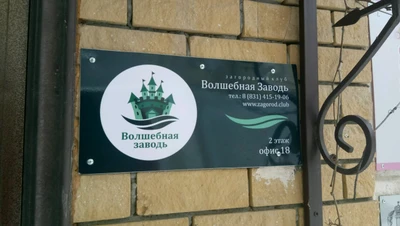 Волшебная
заводь
загородный клуб
Волшебная Заводь
тел.: 8 (831) 415-19-06
www.zagorod.club
2 этаж
офис 18